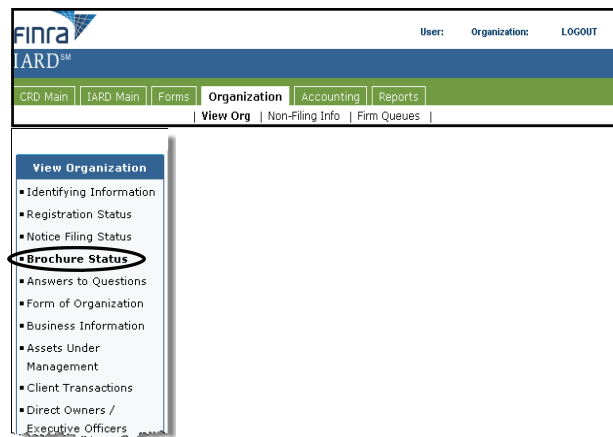 finra
User: Organization: LOGOUT
IARD℠
CRD Main IARD Main Forms Organization Accounting Reports
| View Org | Non-Filing Info | Firm Queues |
View Organization
▪ Identifying Information
▪ Registration Status
▪ Notice Filing Status
▪ Brochure Status
▪ Answers to Questions
▪ Form of Organization
▪ Business Information
▪ Assets Under
Management
▪ Client Transactions
▪ Direct Owners /
Executive Officers